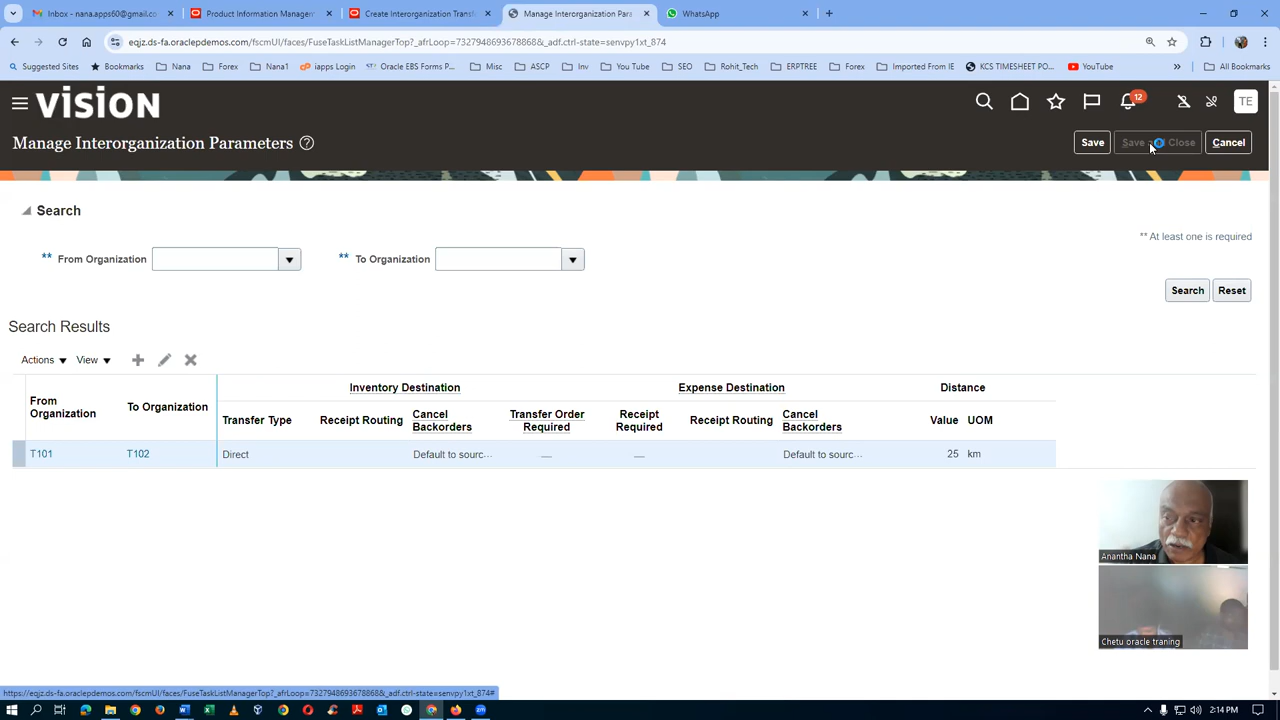 Inbox - nana.apps60@gmail.co
Product Information Managem
Create Interorganization Transf
Manage Interorganization Para
WhatsApp
eqjz.ds-fa.oraclepdemos.com/fscmUI/faces/FuseTaskListManagerTop?_afrLoop=7327948693678868&_adf.ctrl-state=senvpy1xt_874
Suggested Sites
Bookmarks
Nana
Forex
Nana1
iapps Login
Oracle EBS Forms P...
Misc
ASCP
Inv
You Tube
SEO
Rohit_Tech
ERPTREE
Forex
Imported From IE
KCS TIMESHEET PO...
YouTube
All Bookmarks
VISION
12
TE
Manage Interorganization Parameters
Save
Save Close
Cancel
Search
** At least one is required
** From Organization
** To Organization
Search
Reset
Search Results
Actions
View
From Organization
To Organization
Inventory Destination
Expense Destination
Distance
Transfer Type
Receipt Routing
Cancel Backorders
Transfer Order Required
Receipt Required
Receipt Routing
Cancel Backorders
Value
UOM
T101
T102
Direct
Default to sourc...
Default to sourc...
25
km
Anantha Nana
Chetu oracle traning
https://eqjz.ds-fa.oraclepdemos.com/fscmUI/faces/FuseTaskListManagerTop?_afrLoop=7327948693678868&_adf.ctrl-state=senvpy1xt_874#
2:14 PM